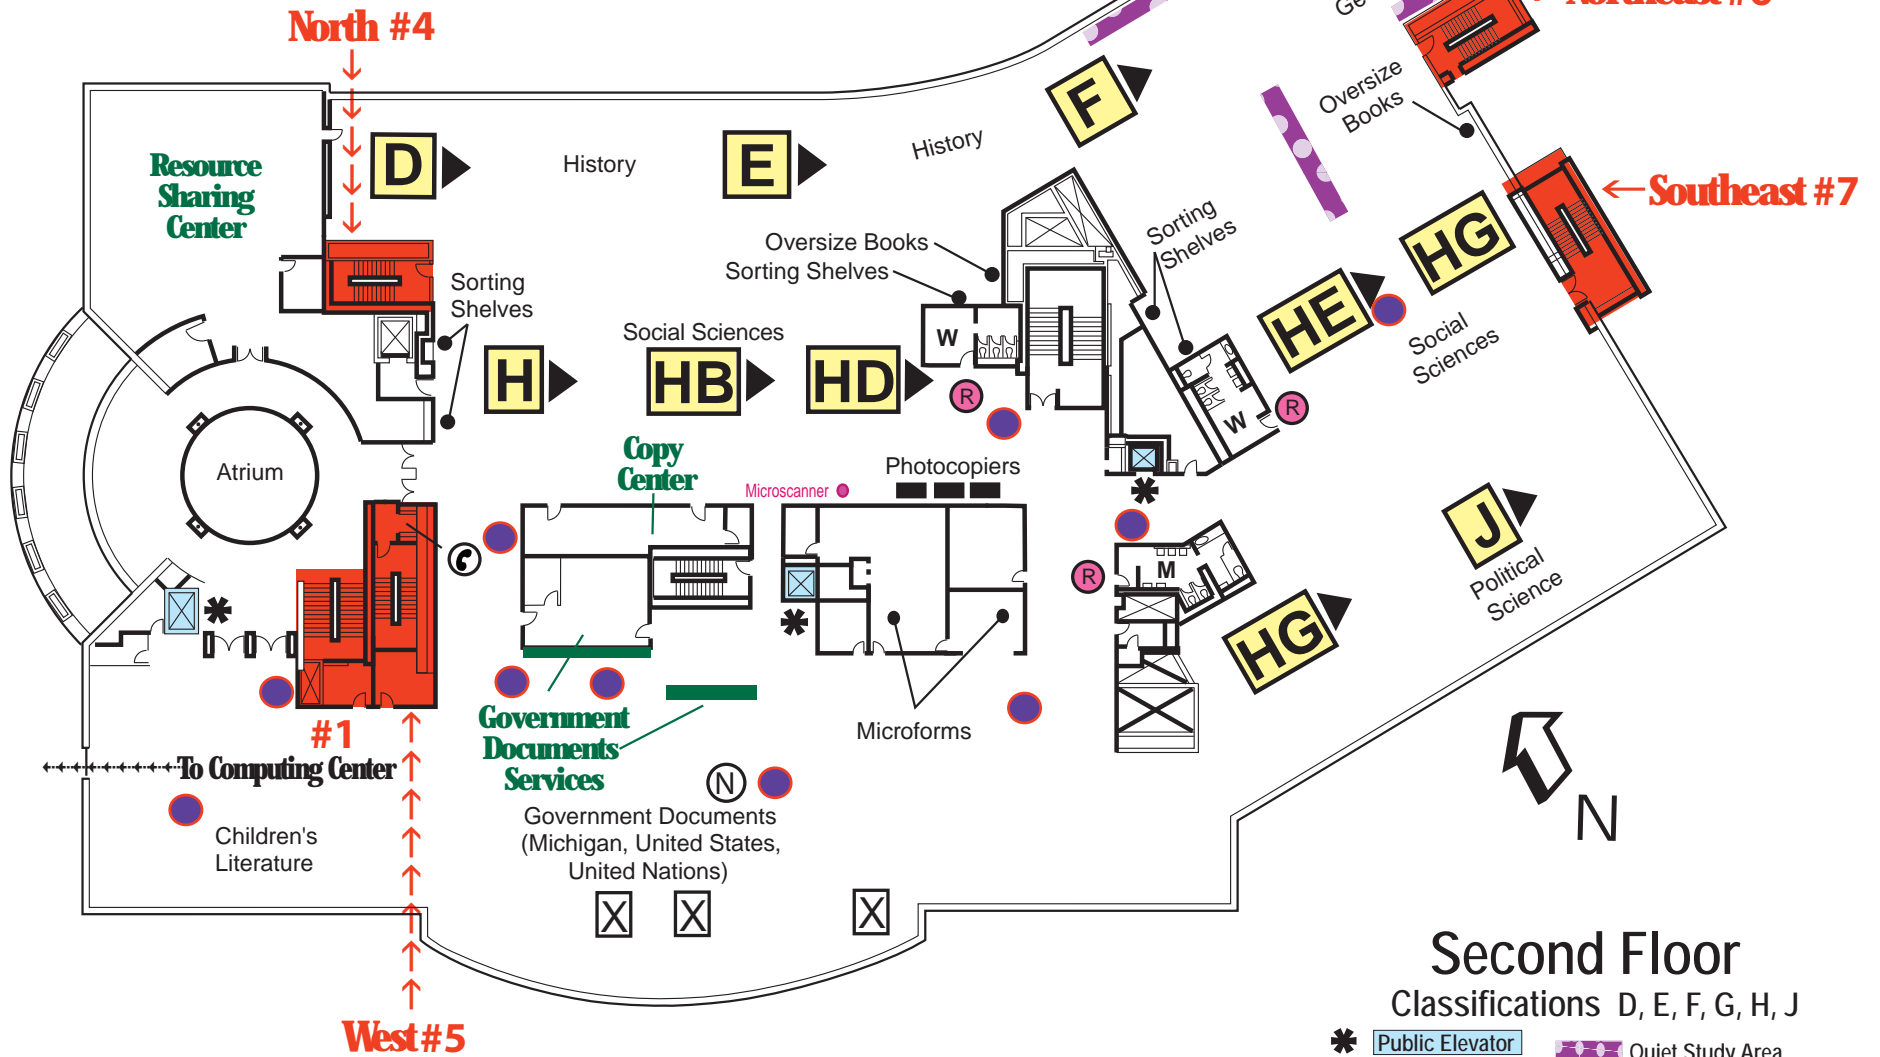 North #4
Ge
Northeast #6
Oversize
Books
F
D
History
E
History
Resource
Sharing
Center
Southeast #7
HG
Sorting
Shelves
Oversize Books
Sorting Shelves
Sorting
Shelves
HE
W
Social Sciences
Social
Sciences
H
HB
HD
R
R
W
Atrium
Copy
Center
Photocopiers
Microscanner
J
Political
Science
R
M
HG
#1
To Computing Center
Government
Documents
Services
Microforms
N
Children's
Literature
Government Documents
(Michigan, United States,
United Nations)
N
X
X
X
Second Floor
Classifications D, E, F, G, H, J
West #5
Public Elevator
Quiet Study Area